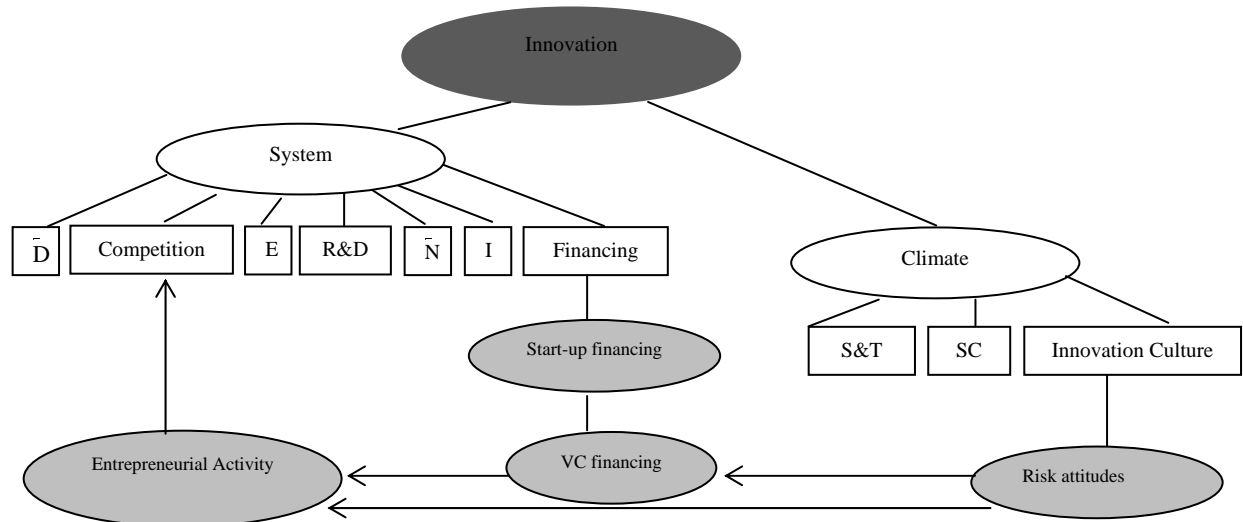 Innovation
System
D̄
Competition
E
R&D
N̄
I
Financing
Climate
Start-up financing
S&T
SC
Innovation Culture
Entrepreneurial Activity
VC financing
Risk attitudes